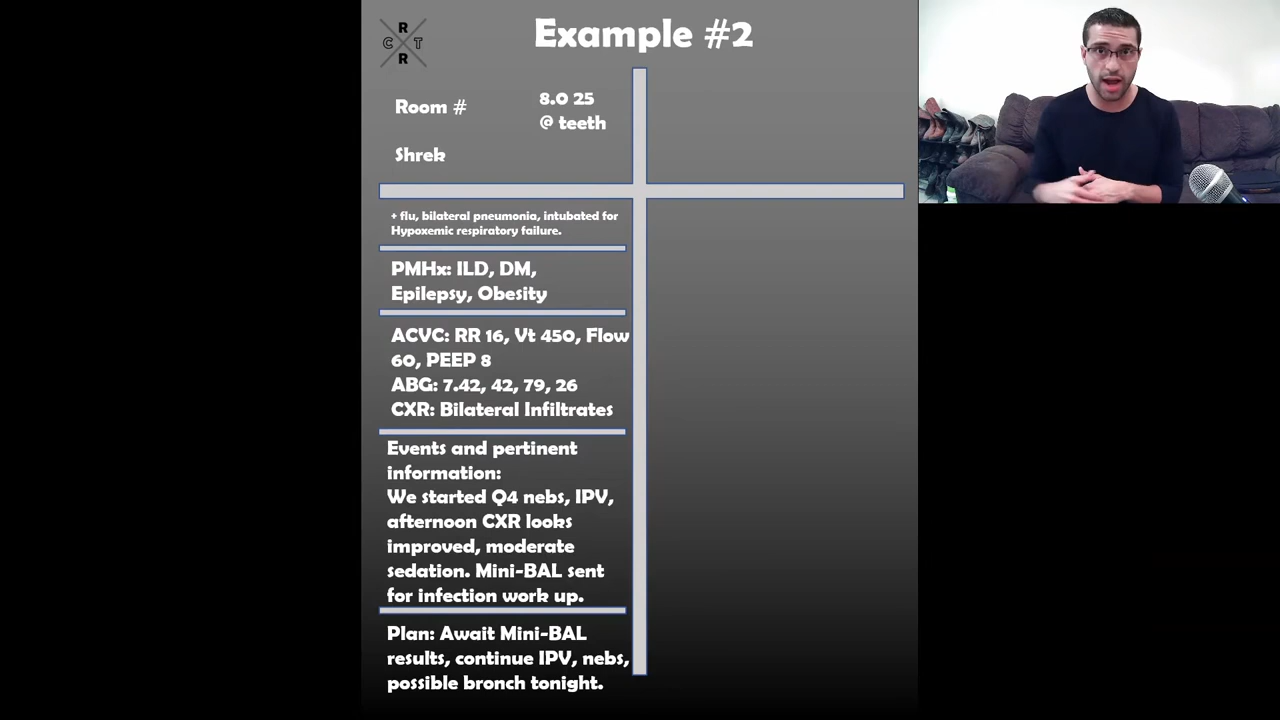 R
C T
R
Example #2
Room #
8.0 25
@ teeth
Shrek
+ flu, bilateral pneumonia, intubated for
Hypoxemic respiratory failure.
PMHx: ILD, DM,
Epilepsy, Obesity
ACVC: RR 16, Vt 450, Flow
60, PEEP 8
ABG: 7.42, 42, 79, 26
CXR: Bilateral Infiltrates
Events and pertinent
information:
We started Q4 nebs, IPV,
afternoon CXR looks
improved, moderate
sedation. Mini-BAL sent
for infection work up.
Plan: Await Mini-BAL
results, continue IPV, nebs,
possible bronch tonight.